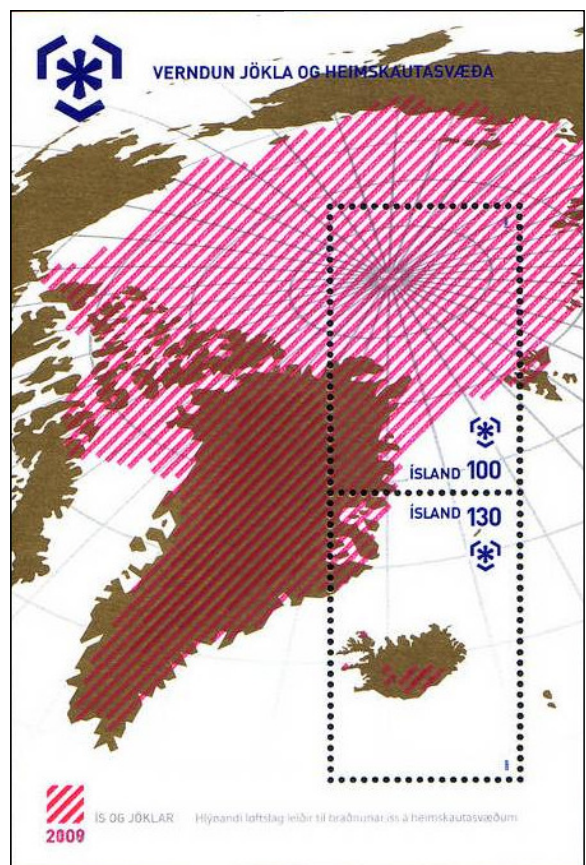 VERNDUN JÖKLA OG HEIMSKAUTASVÆÐA
ÍSLAND 100
ÍSLAND 130
ÍS OG JÖKLAR
Hlýnandi loftslag leiðir til bráðnunar íss á heimskautasvæðum
2009